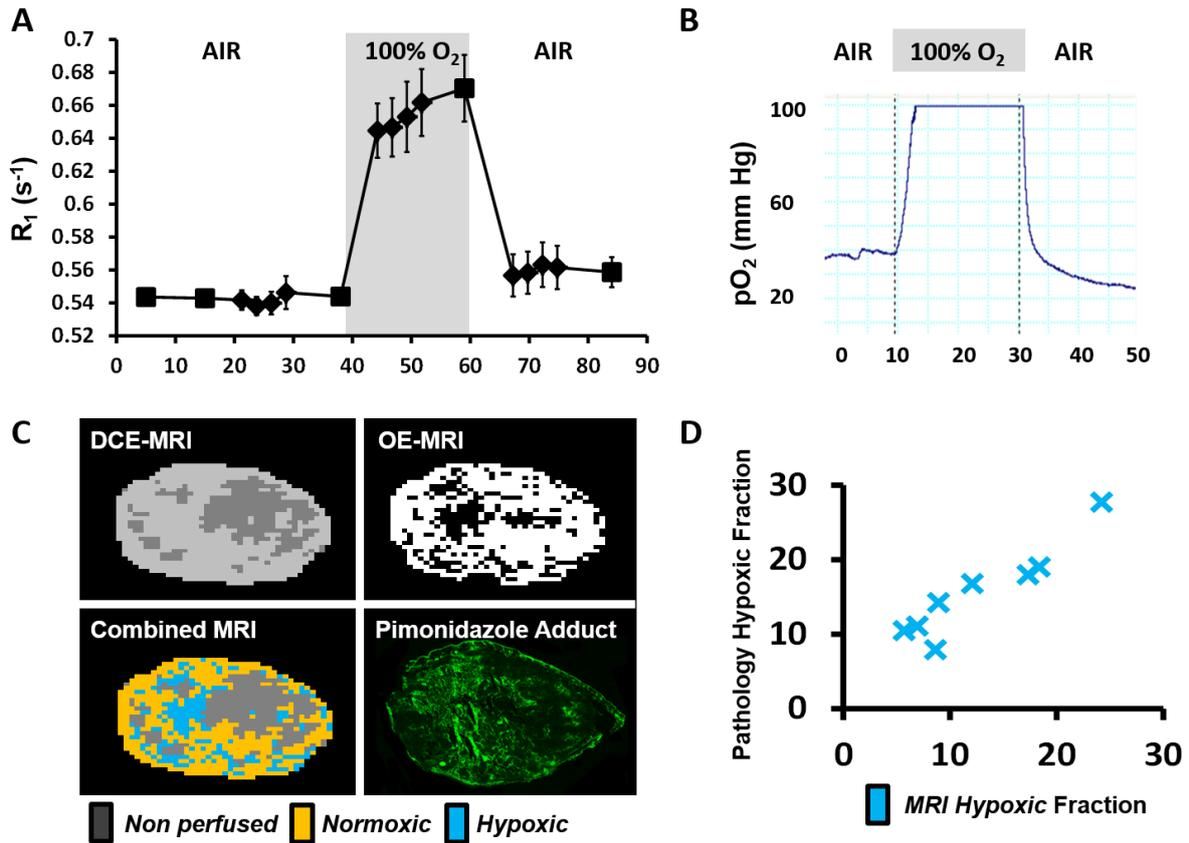 A
AIR
100% O₂
AIR
0.7
0.68
0.66
0.64
0.62
0.6
0.58
0.56
0.54
0.52
R₁ (s⁻¹)
0 10 20 30 40 50 60 70 80 90
B
AIR
100% O₂
AIR
100
60
20
pO₂ (mm Hg)
0 10 20 30 40 50
C
DCE-MRI
OE-MRI
Combined MRI
Pimonidazole Adduct
Non perfused
Normoxic
Hypoxic
D
Pathology Hypoxic Fraction
30
20
10
0
0 10 20 30
MRI Hypoxic Fraction